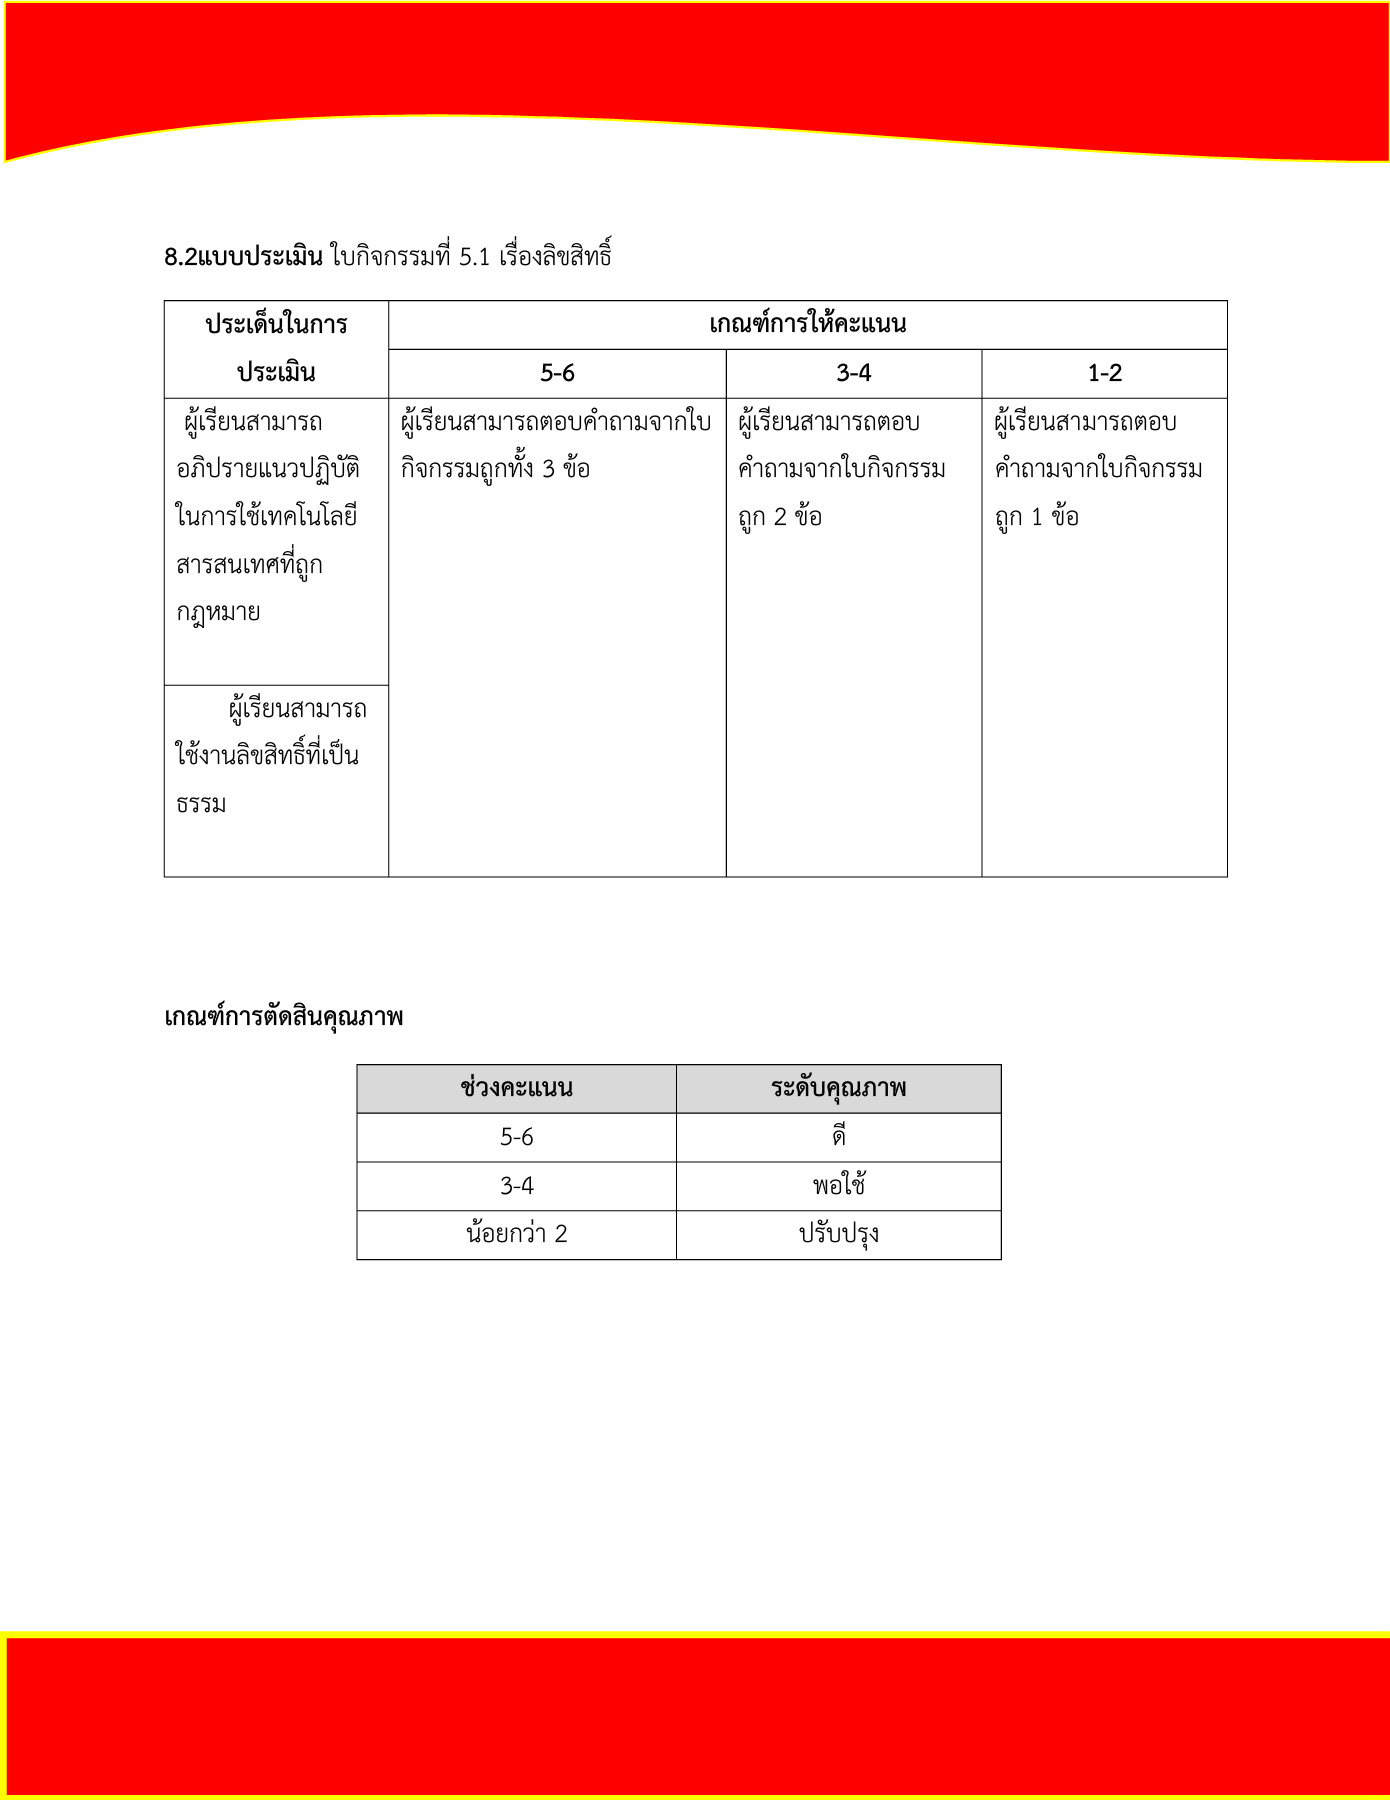 8.2แบบประเมิน ใบกิจกรรมที่ 5.1 เรื่องลิขสิทธิ์
ประเด็นในการ
ประเมิน
เกณฑ์การให้คะแนน
5-6
3-4
1-2
ผู้เรียนสามารถ
อภิปรายแนวปฏิบัติ
ในการใช้เทคโนโลยี
สารสนเทศที่ถูก
กฎหมาย
ผู้เรียนสามารถตอบคำถามจากใบ
กิจกรรมถูกทั้ง 3 ข้อ
ผู้เรียนสามารถตอบ
คำถามจากใบกิจกรรม
ถูก 2 ข้อ
ผู้เรียนสามารถตอบ
คำถามจากใบกิจกรรม
ถูก 1 ข้อ
ผู้เรียนสามารถ
ใช้งานลิขสิทธิ์ที่เป็น
ธรรม
เกณฑ์การตัดสินคุณภาพ
ช่วงคะแนน
ระดับคุณภาพ
5-6
ดี
3-4
พอใช้
น้อยกว่า 2
ปรับปรุง